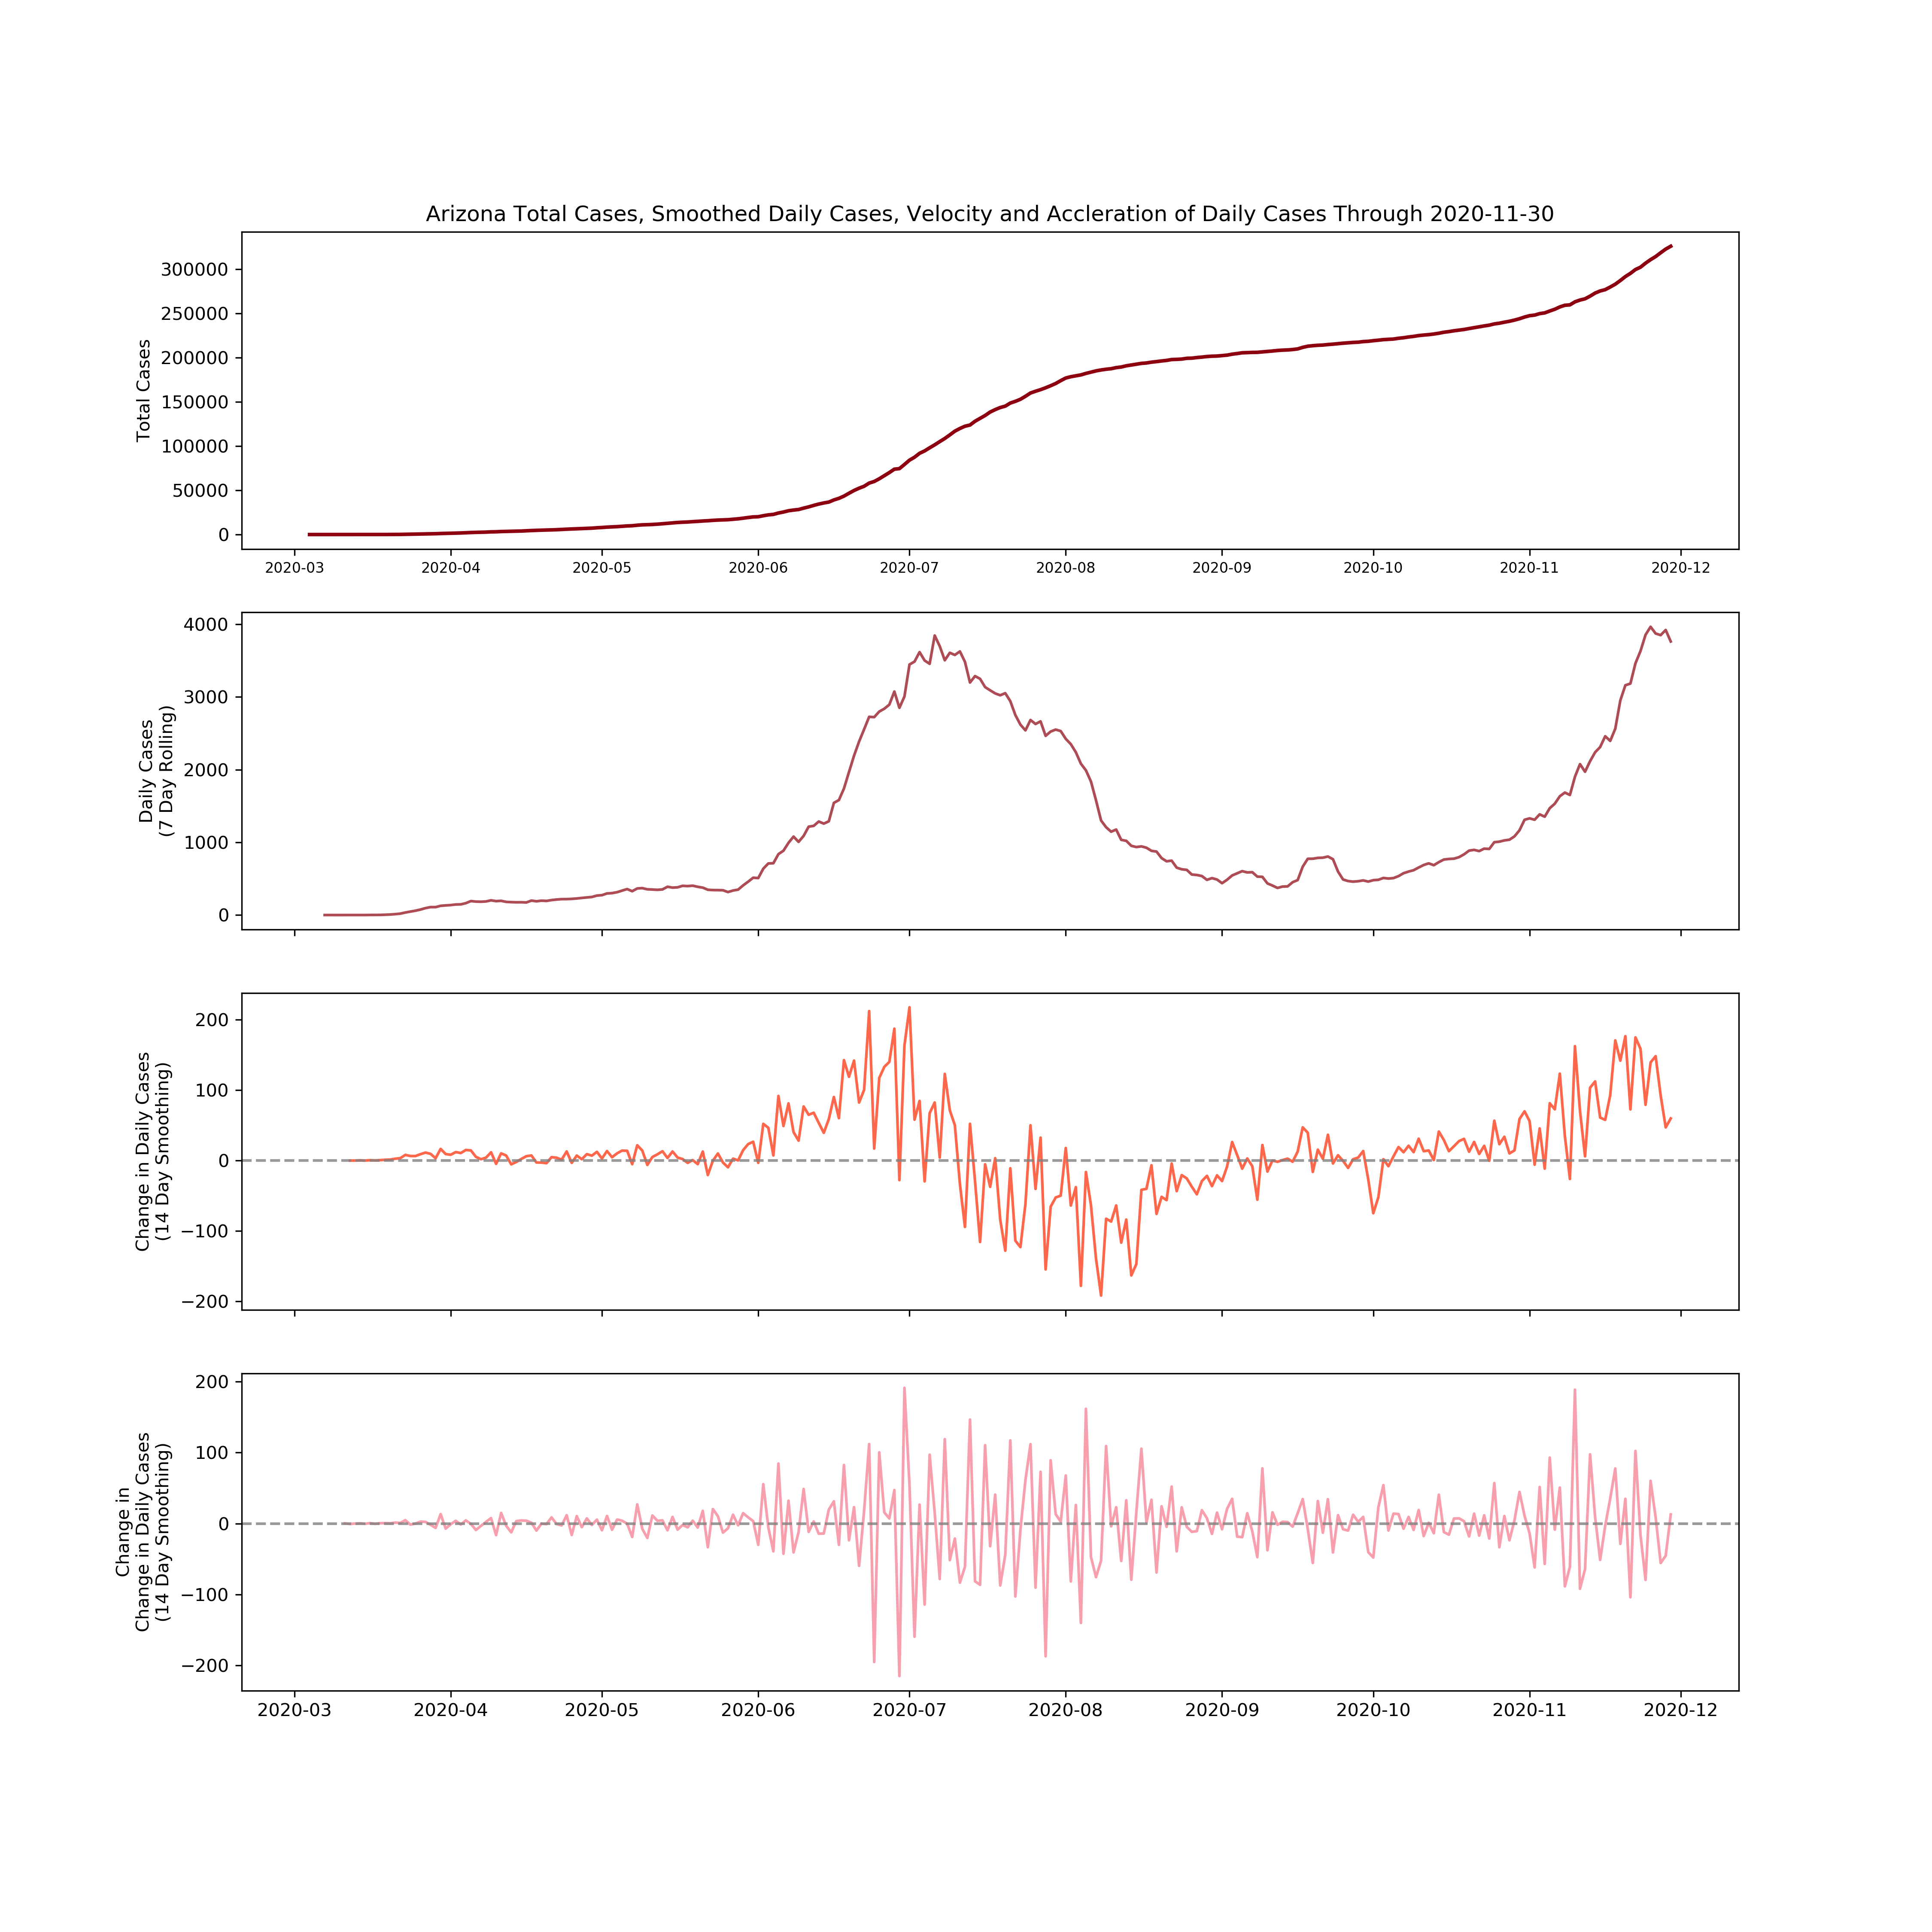 Arizona Total Cases, Smoothed Daily Cases, Velocity and Accleration of Daily Cases Through 2020-11-30
Total Cases
300000
250000
200000
150000
100000
50000
0
2020-03 2020-04 2020-05 2020-06 2020-07 2020-08 2020-09 2020-10 2020-11 2020-12
Daily Cases
(7 Day Rolling)
4000
3000
2000
1000
0
Change in Daily Cases
(14 Day Smoothing)
200
100
0
−100
−200
Change in
Change in Daily Cases
(14 Day Smoothing)
200
100
0
−100
−200
2020-03 2020-04 2020-05 2020-06 2020-07 2020-08 2020-09 2020-10 2020-11 2020-12